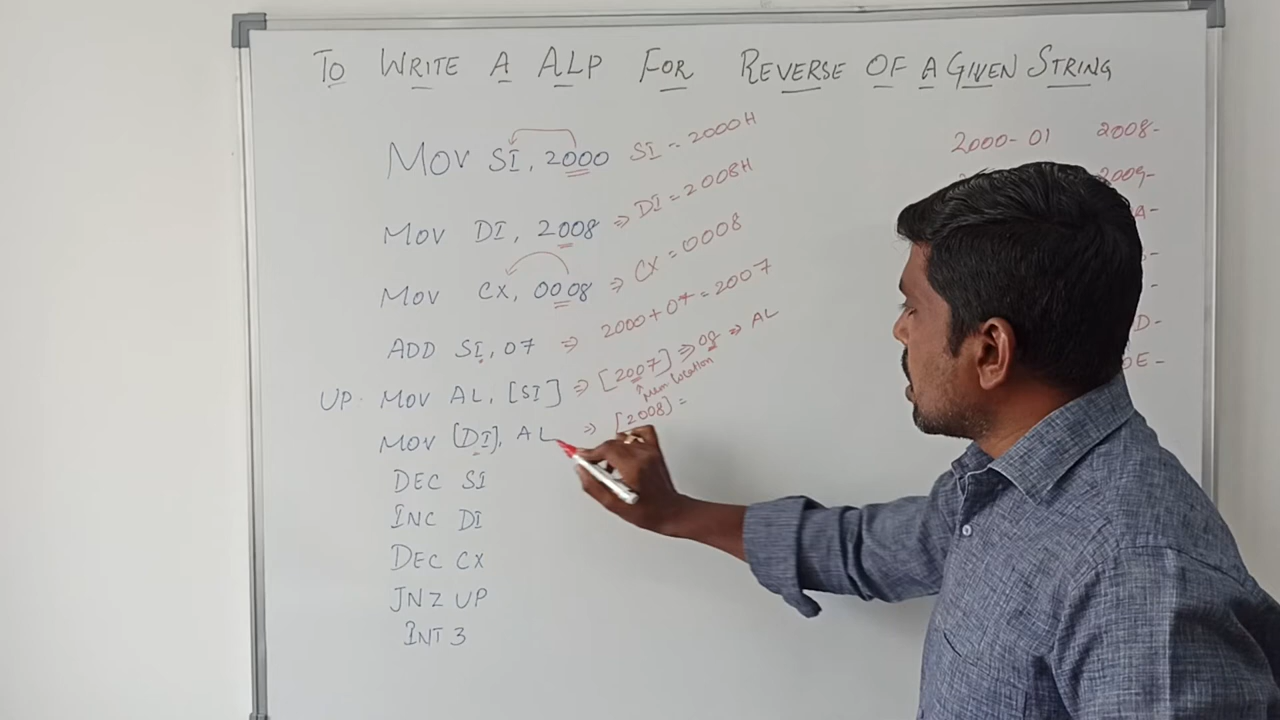 TO WRITE A ALP FOR REVERSE OF A GIVEN STRING
MOV SI, 2000 SI - 2000H
MOV DI, 2008 ⇒ DI = 2008H
MOV CX, 0008 ⇒ CX = 0008
ADD SI, 07 ⇒ 2000 + 07 = 2007
UP. MOV AL, [SI] ⇒ [2007] ⇒ 08 ⇒ AL
Mem location
MOV [DI], AL ⇒ [2008] =
DEC SI
INC DI
DEC CX
JNZ UP
INT 3
2000 - 01 2008 -
2009 -
A -
D -
0E -